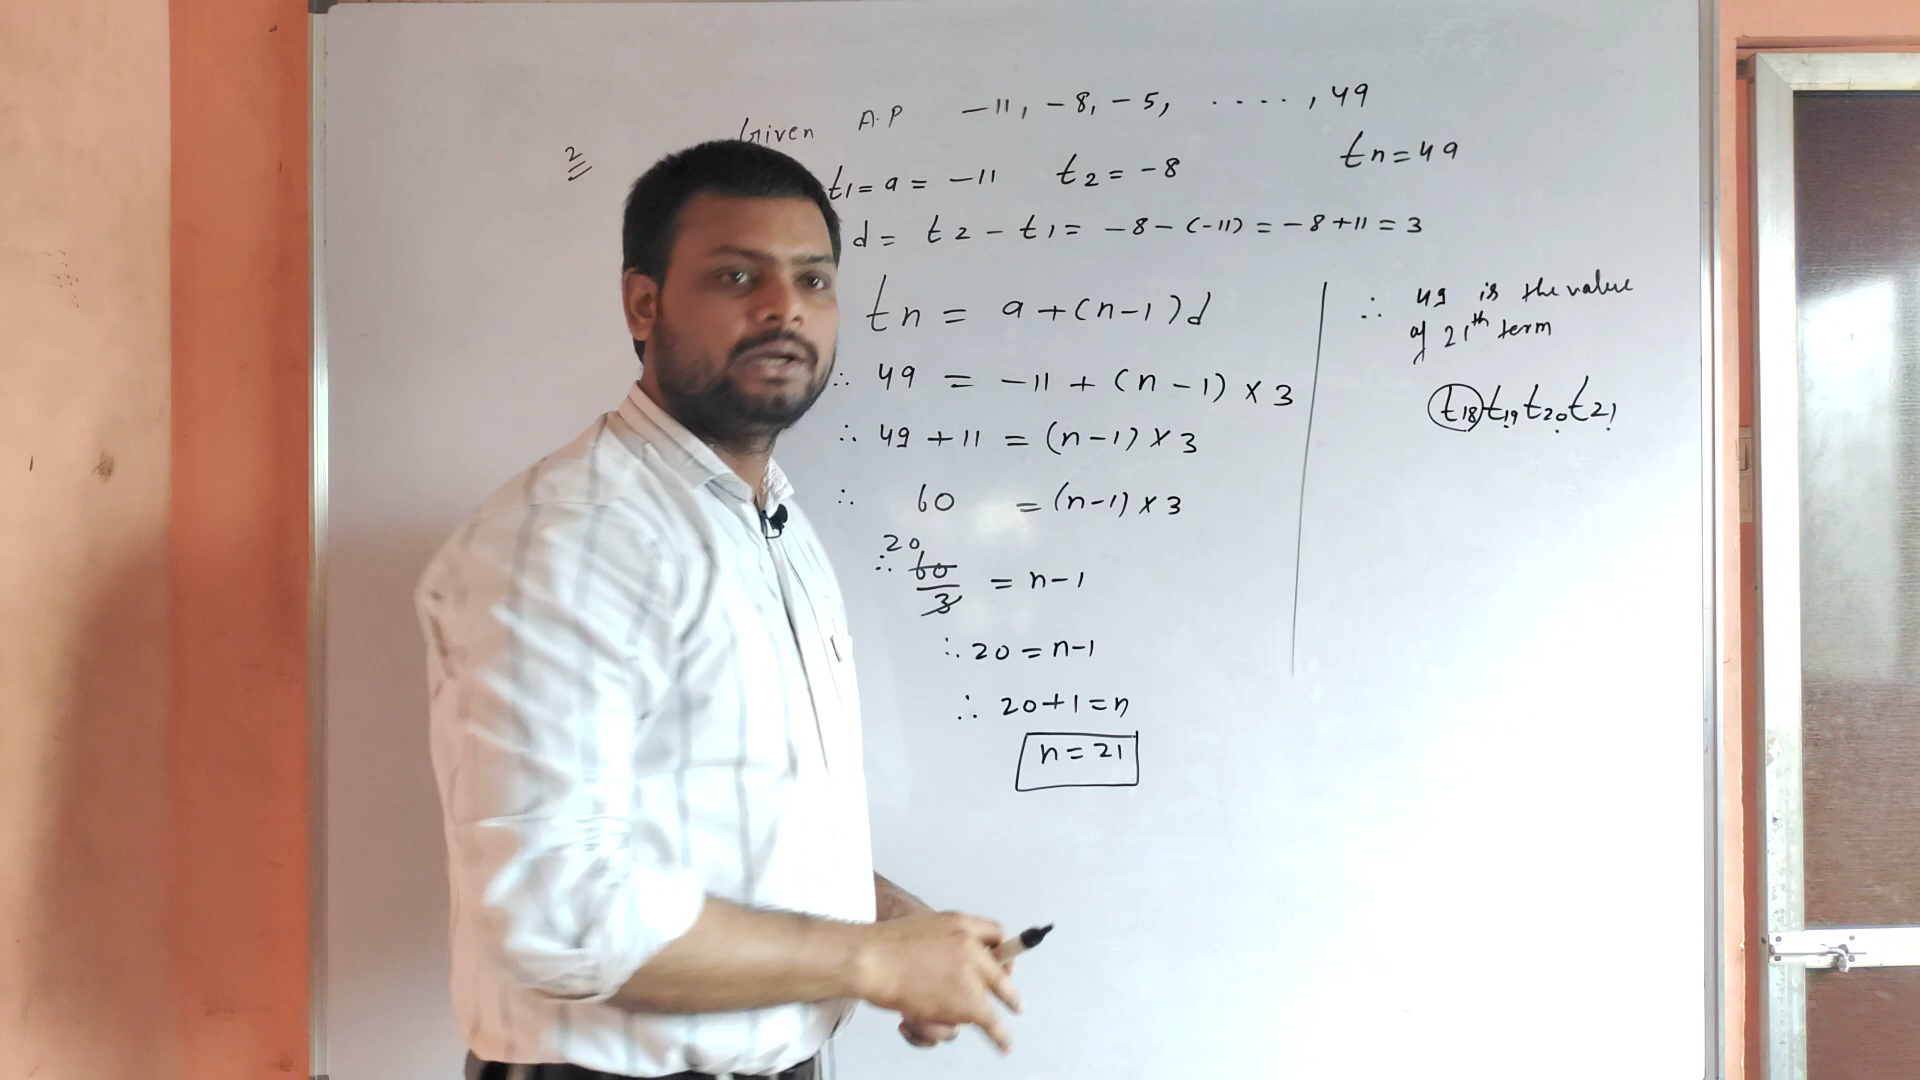 2
Given A.P -11, -8, -5, ...., 49
t1 = a = -11 t2 = -8 tn = 49
d = t2 - t1 = -8 - (-11) = -8 + 11 = 3
tn = a + (n-1)d
∴ 49 = -11 + (n-1) × 3
∴ 49 + 11 = (n-1) × 3
∴ 60 = (n-1) × 3
20
∴ 60/3 = n-1
∴ 20 = n-1
∴ 20+1 = n
n = 21
∴ 49 is the value
of 21th term
t18 t19 t20 t21